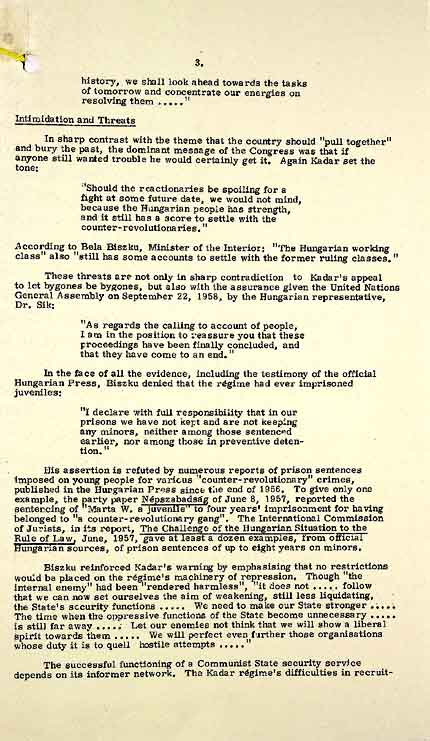 3.
history, we shall look ahead towards the tasks
of tomorrow and concentrate our energies on
resolving them ....."
Intimidation and Threats
In sharp contrast with the theme that the country should "pull together"
and bury the past, the dominant message of the Congress was that if
anyone still wanted trouble he would certainly get it. Again Kadar set the
tone:
"Should the reactionaries be spoiling for a
fight at some future date, we would not mind,
because the Hungarian people has strength,
and it still has a score to settle with the
counter-revolutionaries."
According to Bela Biszku, Minister of the Interior: "The Hungarian working
class" also "still has some accounts to settle with the former ruling classes."
These threats are not only in sharp contradiction to Kadar's appeal
to let bygones be bygones, but also with the assurance given the United Nations
General Assembly on September 22, 1958, by the Hungarian representative,
Dr. Sik:
"As regards the calling to account of people,
I am in the position to reassure you that these
proceedings have been finally concluded, and
that they have come to an end."
In the face of all the evidence, including the testimony of the official
Hungarian Press, Biszku denied that the régime had ever imprisoned
juveniles:
"I declare with full responsibility that in our
prisons we have not kept and are not keeping
any minors, neither among those sentenced
earlier, nor among those in preventive deten-
tion."
His assertion is refuted by numerous reports of prison sentences
imposed on young people for various "counter-revolutionary" crimes,
published in the Hungarian Press since the end of 1956. To give only one
example, the party paper Népszabadság of June 8, 1957, reported the
sentencing of "Marta W. a juvenile" to four years' imprisonment for having
belonged to "a counter-revolutionary gang". The International Commission
of Jurists, in its report, The Challenge of the Hungarian Situation to the
Rule of Law, June, 1957, gave at least a dozen examples, from official
Hungarian sources, of prison sentences of up to eight years on minors.
Biszku reinforced Kadar's warning by emphasising that no restrictions
would be placed on the régime's machinery of repression. Though "the
internal enemy" had been "rendered harmless", "it does not ..... follow
that we can now set ourselves the aim of weakening, still less liquidating,
the State's security functions ..... We need to make our State stronger .....
The time when the oppressive functions of the State become unnecessary .....
is still far away ..... Let our enemies not think that we will show a liberal
spirit towards them ..... We will perfect even further those organisations
whose duty it is to quell hostile attempts ....."
The successful functioning of a Communist State security service
depends on its informer network. The Kadar régime's difficulties in recruit-